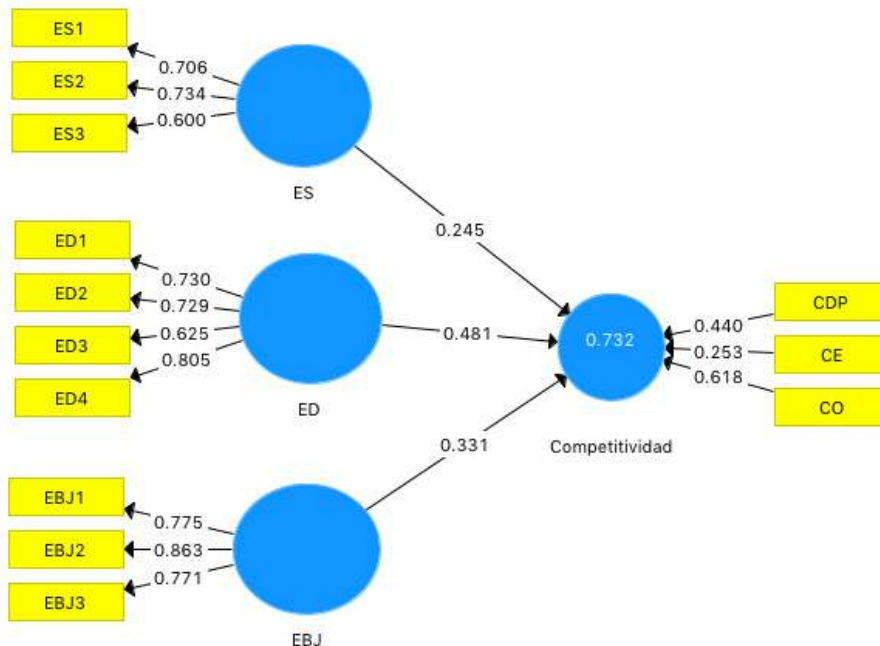 ES1
ES2
ES3
0.706
0.734
0.600
ES
0.245
ED1
ED2
ED3
ED4
0.730
0.729
0.625
0.805
ED
0.481
EBJ1
EBJ2
EBJ3
0.775
0.863
0.771
EBJ
0.331
0.732
Competitividad
0.440
0.253
0.618
CDP
CE
CO